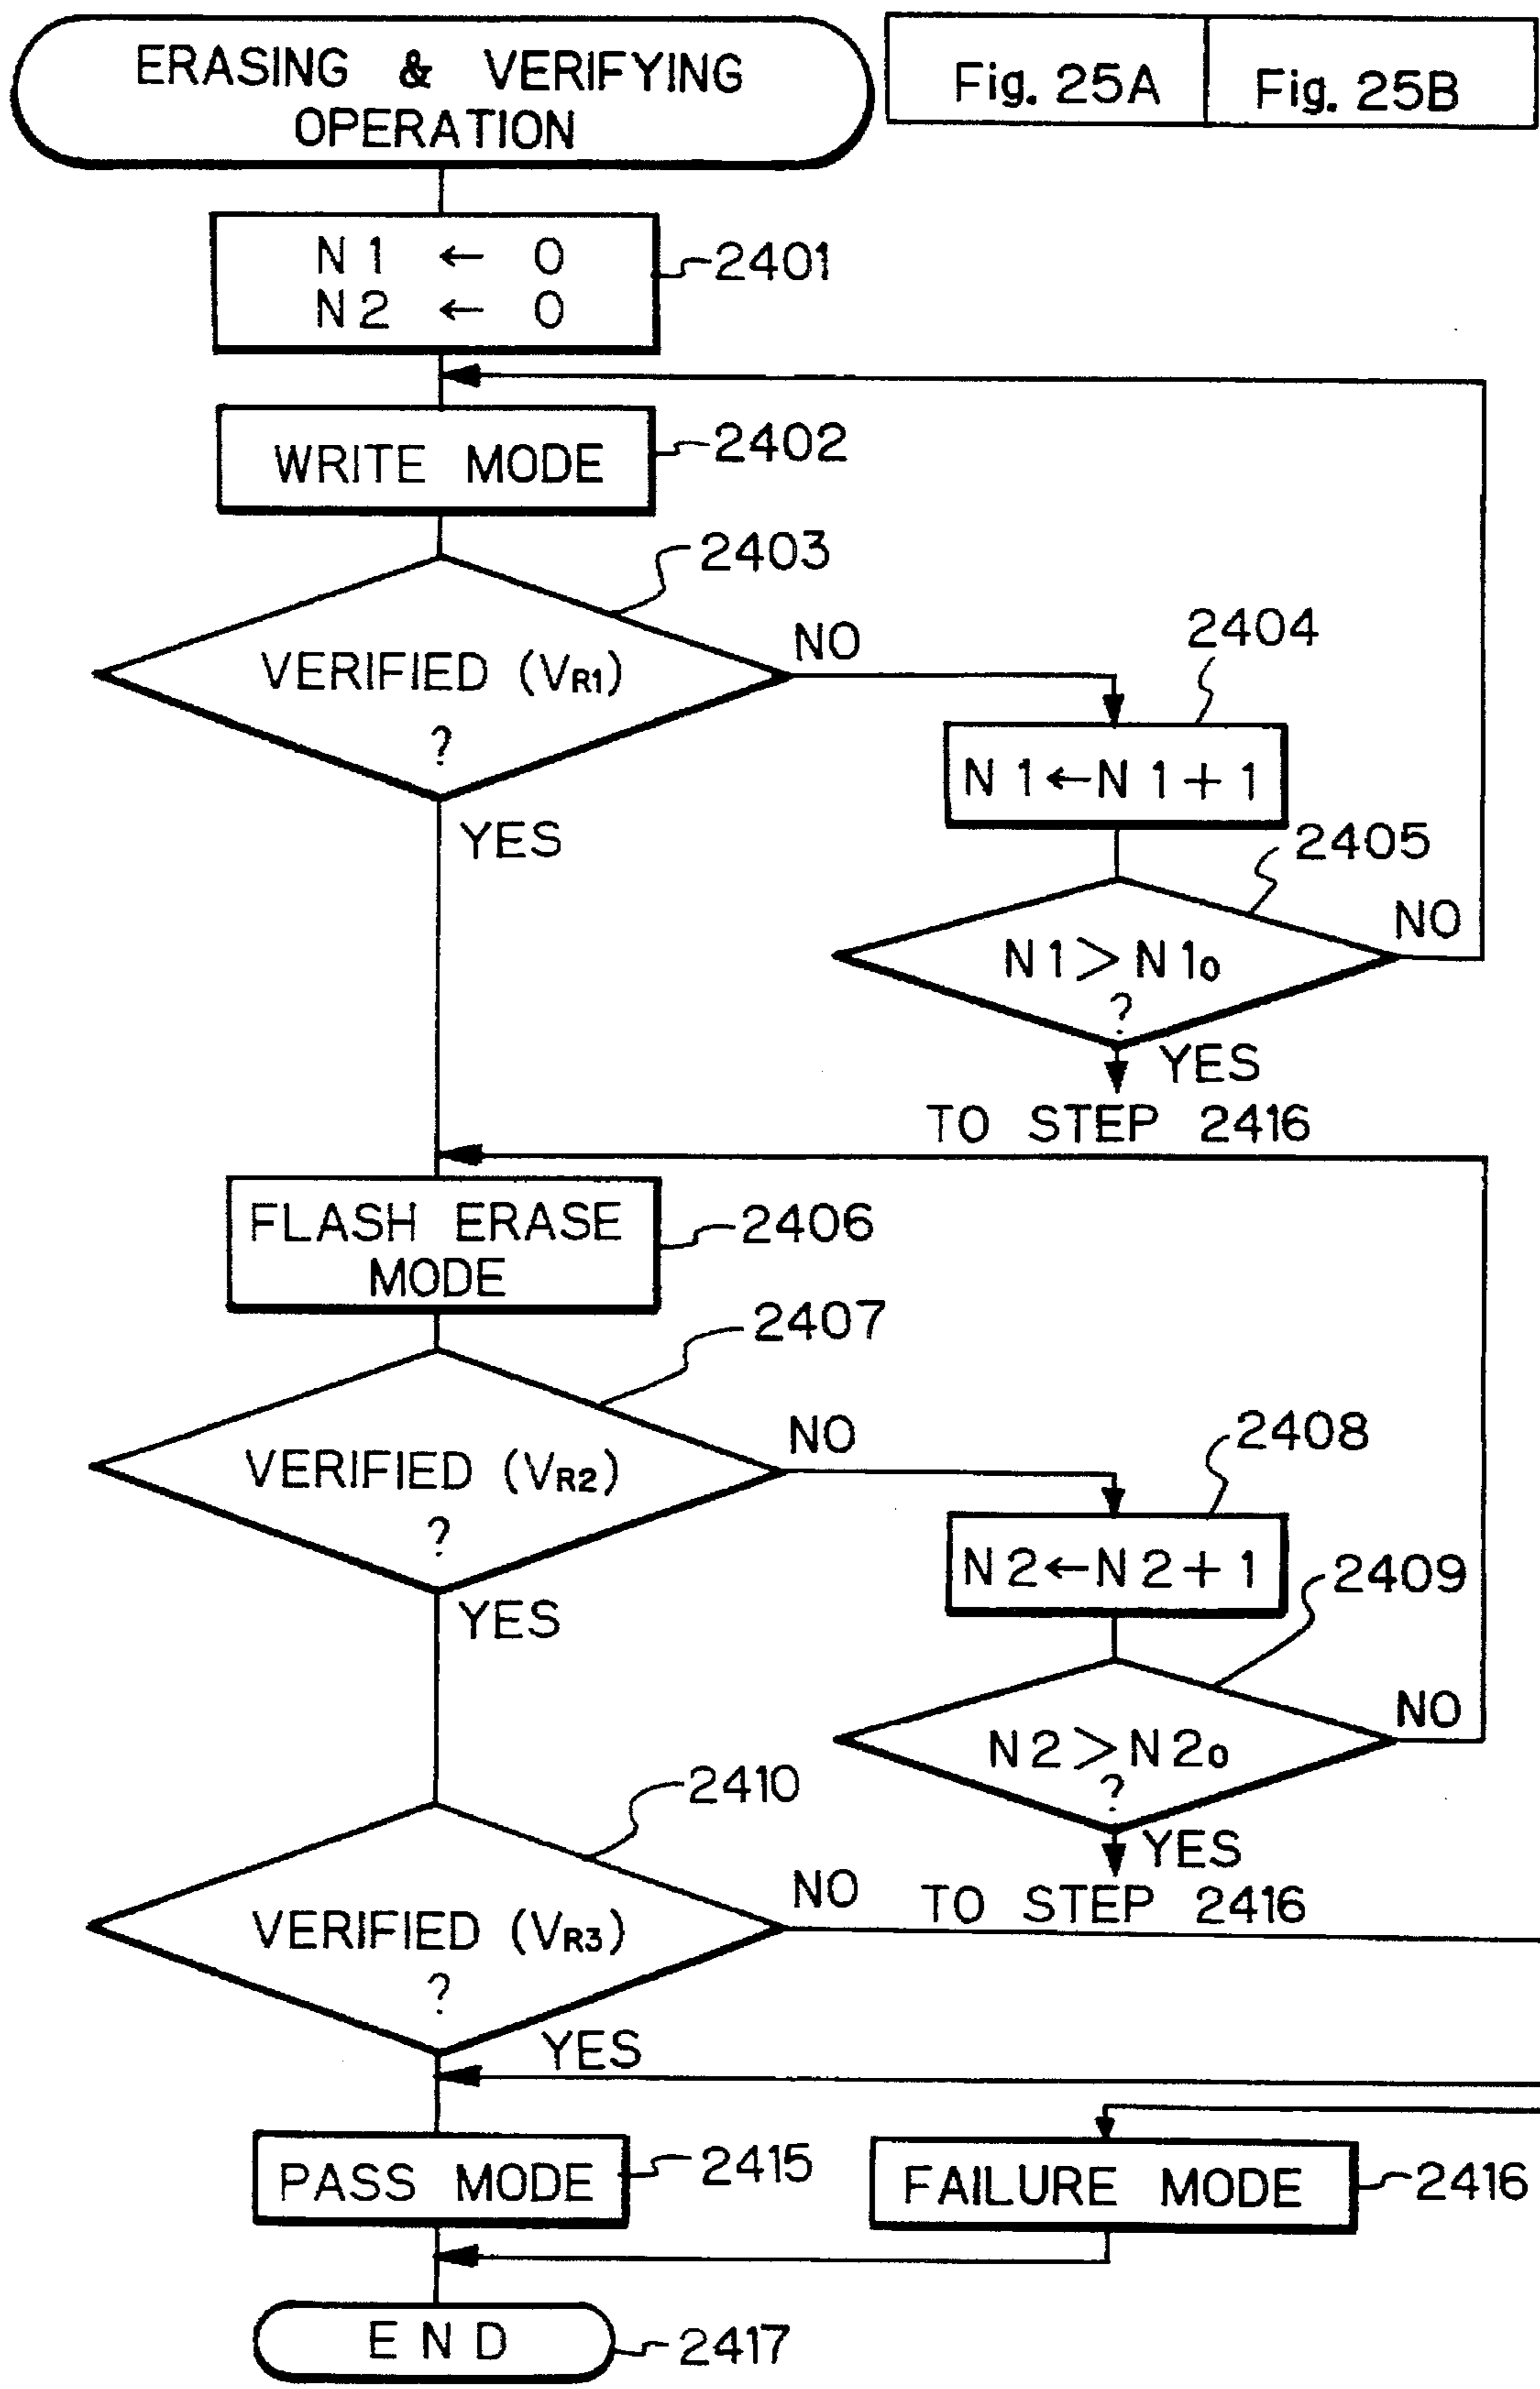 ERASING & VERIFYING
OPERATION
Fig. 25A
Fig. 25B
N1 ← 0
N2 ← 0
2401
WRITE MODE
2402
2403
VERIFIED (VR1)
?
NO
YES
2404
N1←N1+1
2405
N1>N1o
?
NO
YES
TO STEP 2416
FLASH ERASE
MODE
2406
2407
VERIFIED (VR2)
?
NO
YES
2408
N2←N2+1
2409
N2>N2o
?
NO
YES
TO STEP 2416
2410
VERIFIED (VR3)
?
NO
YES
PASS MODE
2415
FAILURE MODE
2416
END
2417